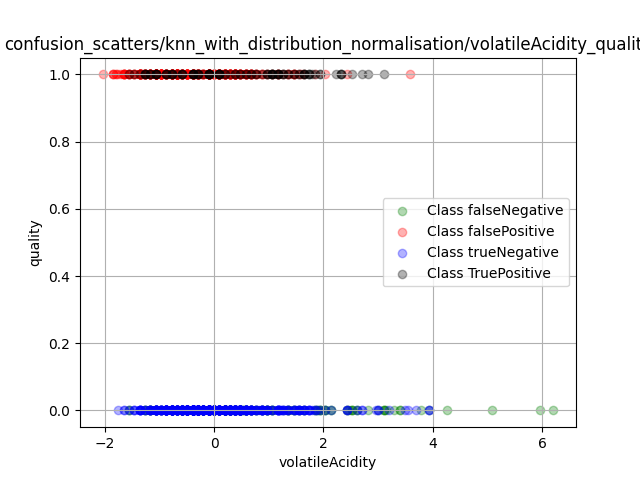 confusion_scatters/knn_with_distribution_normalisation/volatileAcidity_qualit
1.0
0.8
0.6
0.4
0.2
0.0
quality
Class falseNegative
Class falsePositive
Class trueNegative
Class TruePositive
−2
0
2
4
6
volatileAcidity